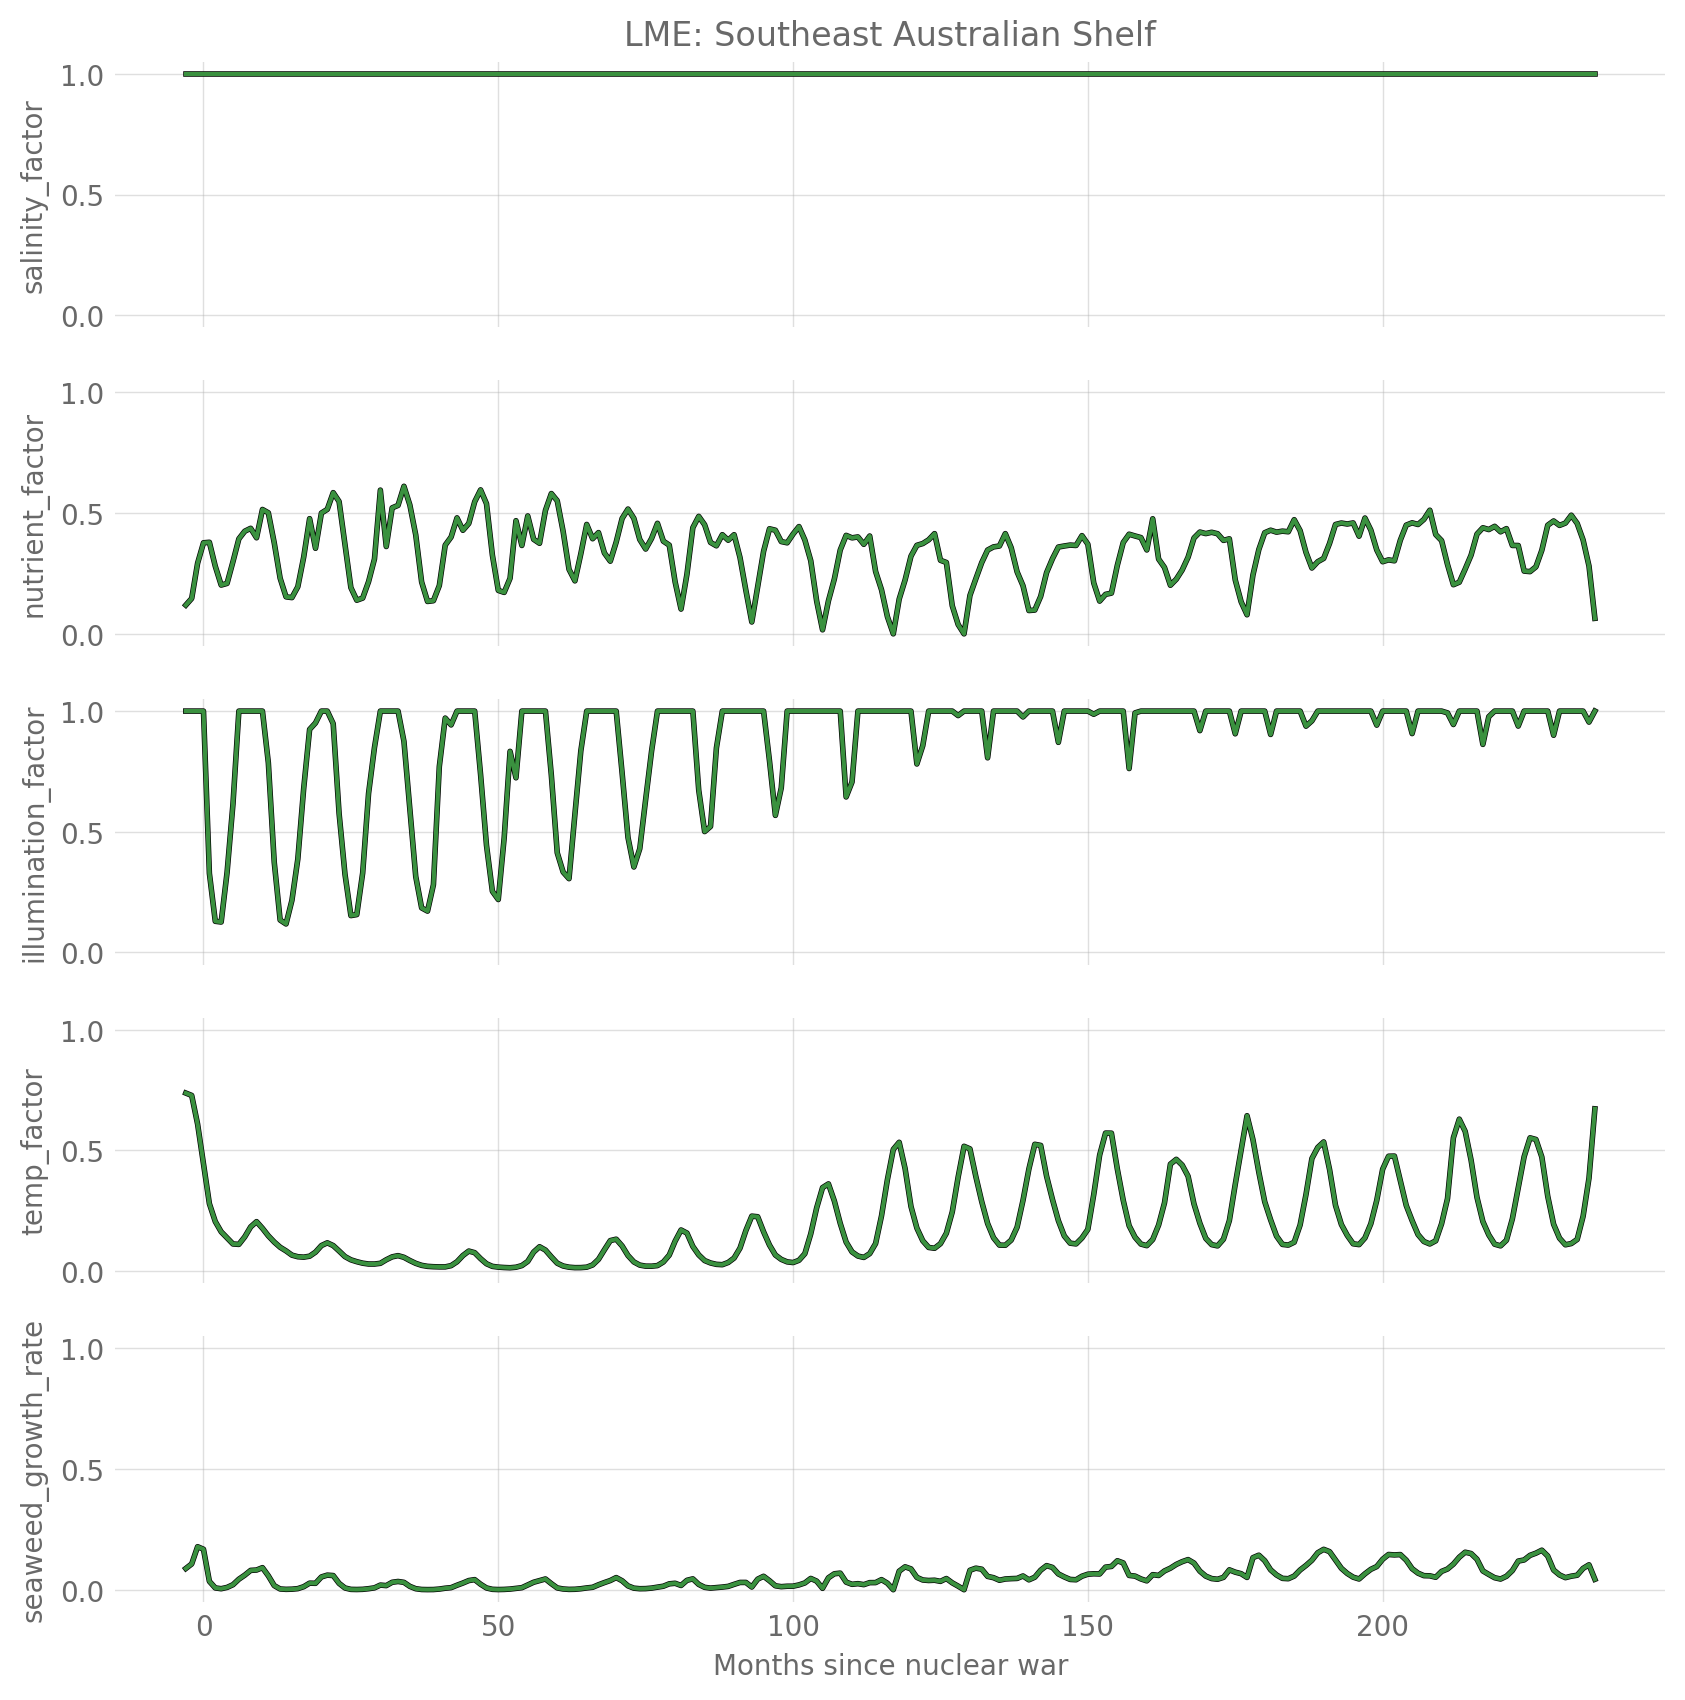 LME: Southeast Australian Shelf
salinity_factor
1.0
0.5
0.0
nutrient_factor
1.0
0.5
0.0
illumination_factor
1.0
0.5
0.0
temp_factor
1.0
0.5
0.0
seaweed_growth_rate
1.0
0.5
0.0
0 50 100 150 200
Months since nuclear war